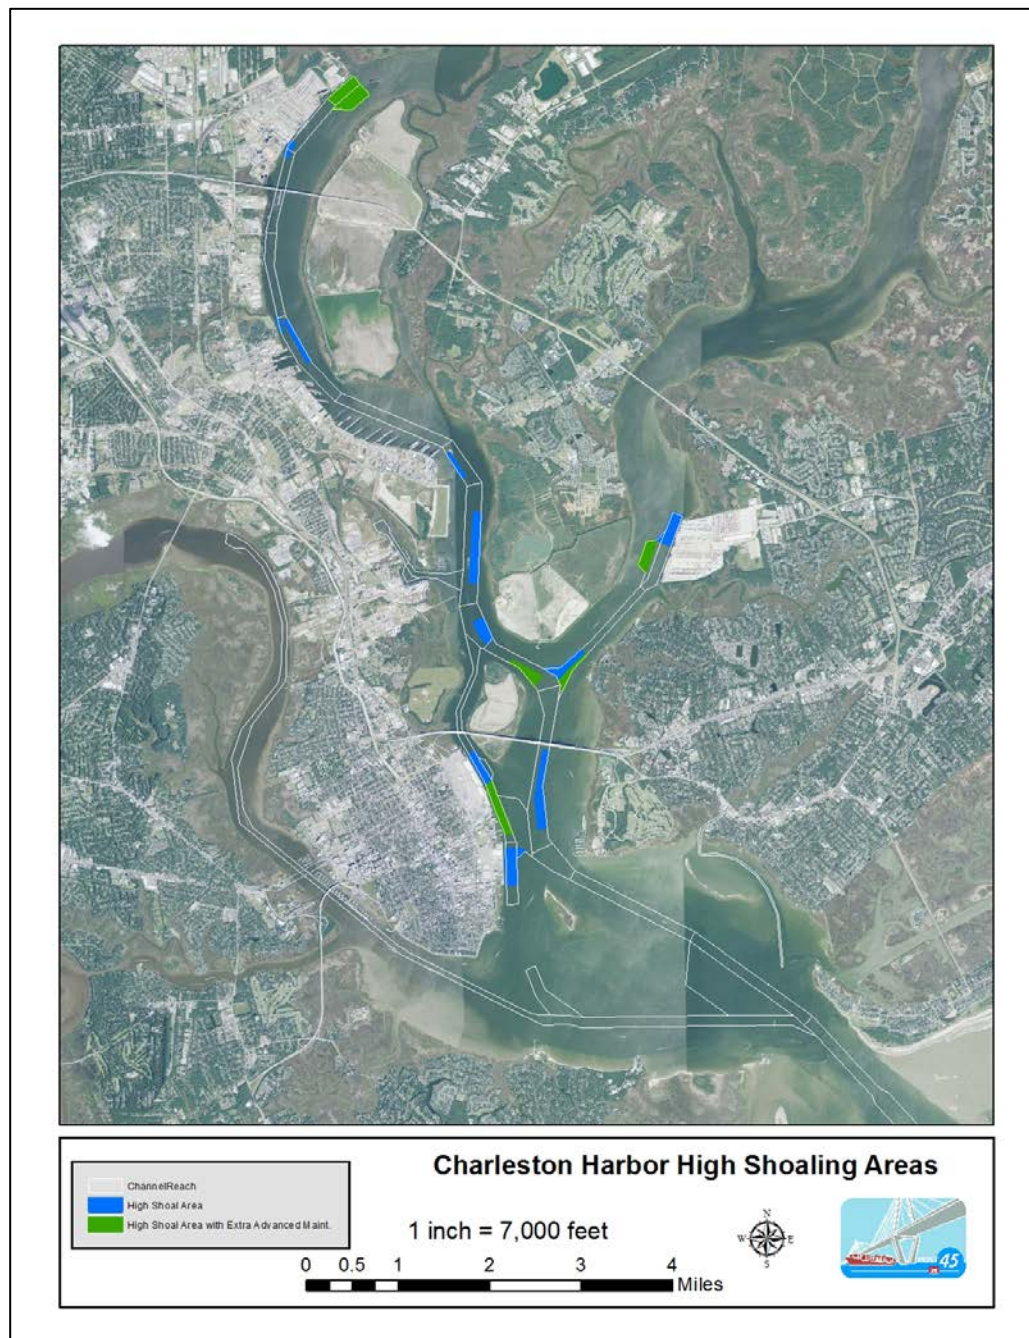 Charleston Harbor High Shoaling Areas
ChannelReach
High Shoal Area
High Shoal Area with Extra Advanced Maint.
1 inch = 7,000 feet
N
W E
S
0 0.5 1 2 3 4
Miles
45